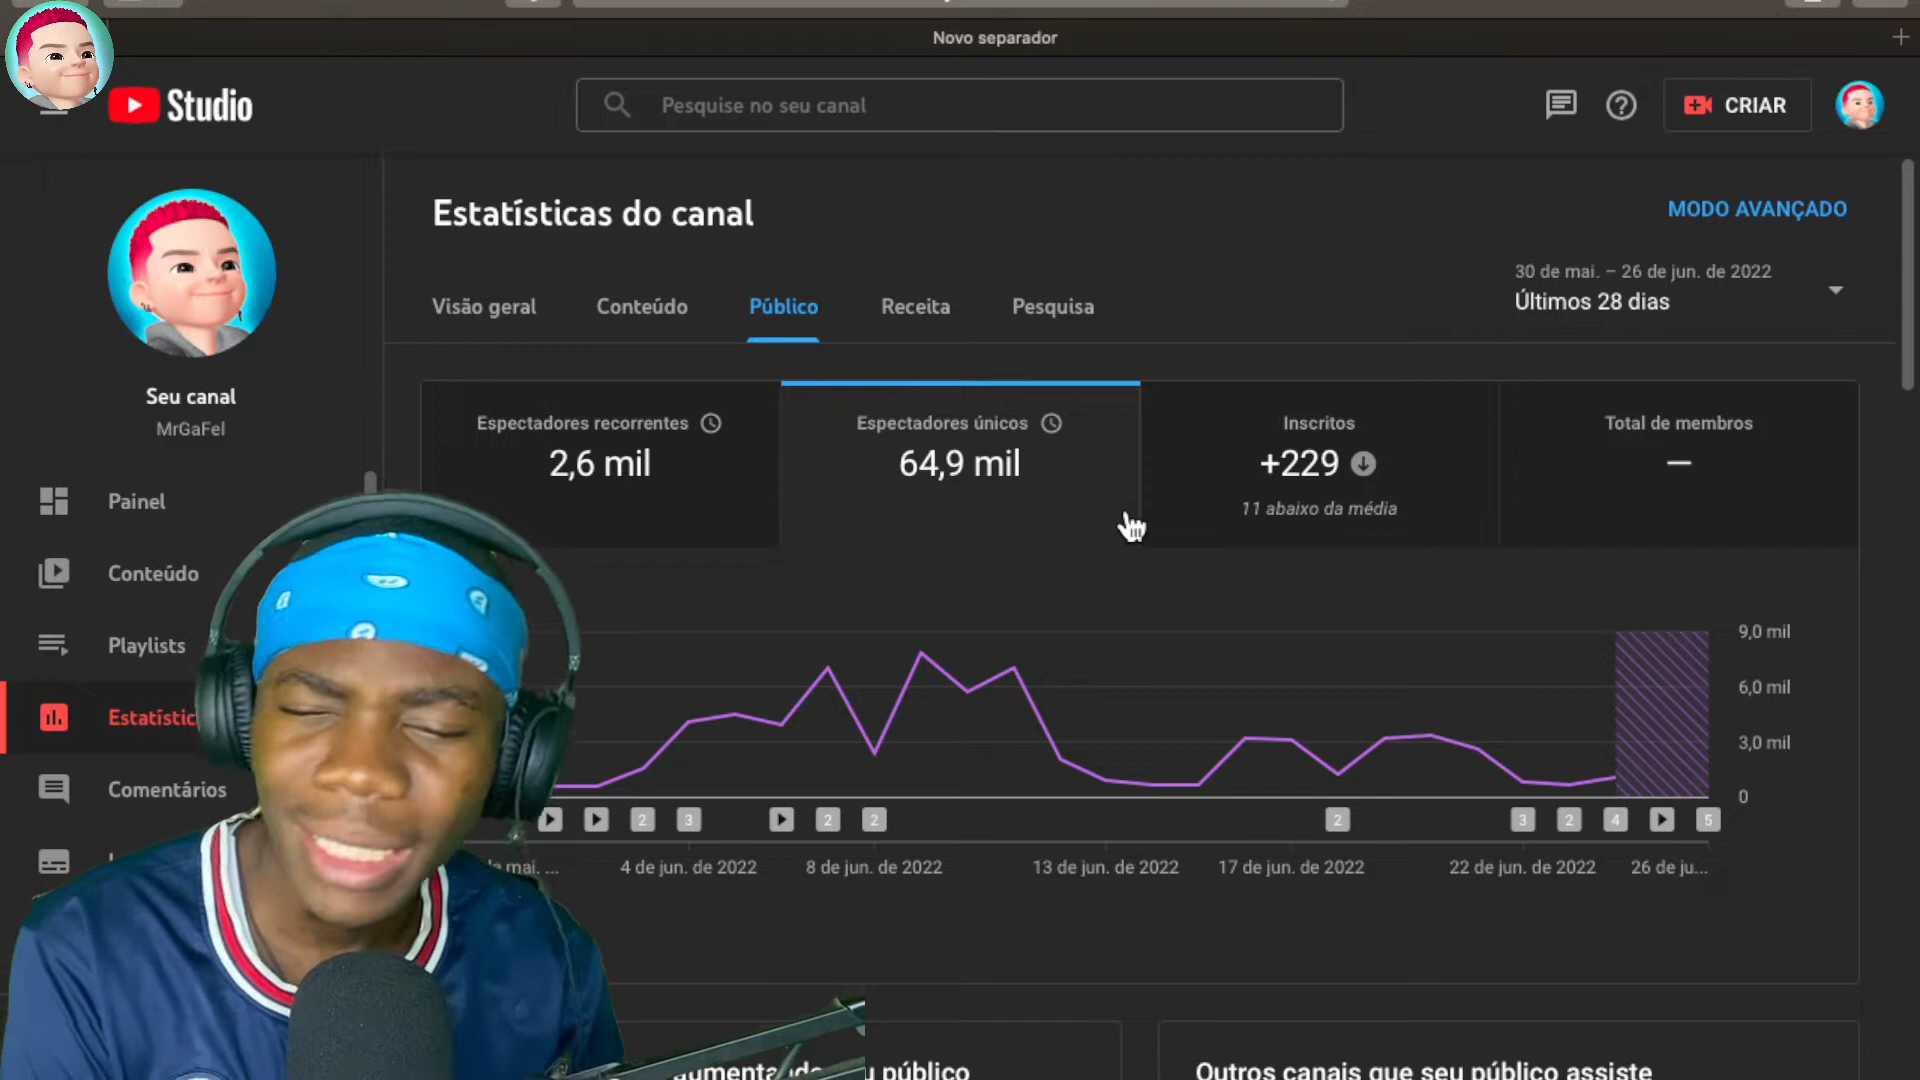 Novo separador
Studio
Pesquise no seu canal
CRIAR
Estatísticas do canal
MODO AVANÇADO
30 de mai. – 26 de jun. de 2022
Últimos 28 dias
Visão geral
Conteúdo
Público
Receita
Pesquisa
Seu canal
MrGaFel
Espectadores recorrentes
2,6 mil
Espectadores únicos
64,9 mil
Inscritos
+229
11 abaixo da média
Total de membros
—
Painel
Conteúdo
Playlists
Estatístic
Comentários
9,0 mil
6,0 mil
3,0 mil
0
2 3 2 2 2 3 2 4 5
mai. ...
4 de jun. de 2022
8 de jun. de 2022
13 de jun. de 2022
17 de jun. de 2022
22 de jun. de 2022
26 de ju...
público
Outros canais que seu público assiste